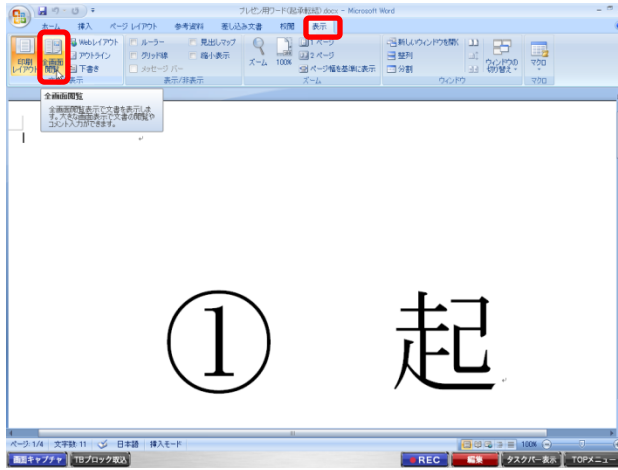 プレゼン用ワード(起承転結).docx - Microsoft Word
ホーム 挿入 ページ レイアウト 参考資料 差し込み文書 校閲 表示
印刷レイアウト 全画面閲覧 Webレイアウト ルーラー 見出しマップ ズーム 100% 1 ページ 新しいウィンドウを開く ウィンドウの切り替え マクロ
アウトライン グリッド線 縮小表示 2 ページ 整列
下書き メッセージ バー ページ幅を基準に表示 分割
表示/非表示 ズーム ウィンドウ マクロ
全画面閲覧
全画面閲覧表示で文書を表示しま
す。大きな画面表示で文書の閲覧や
コメント入力ができます。
① 起
ページ: 1/4 文字数: 11 日本語 挿入モード 100%
画面キャプチャ TBブロック取込 REC 編集 タスクバー表示 TOPメニュー